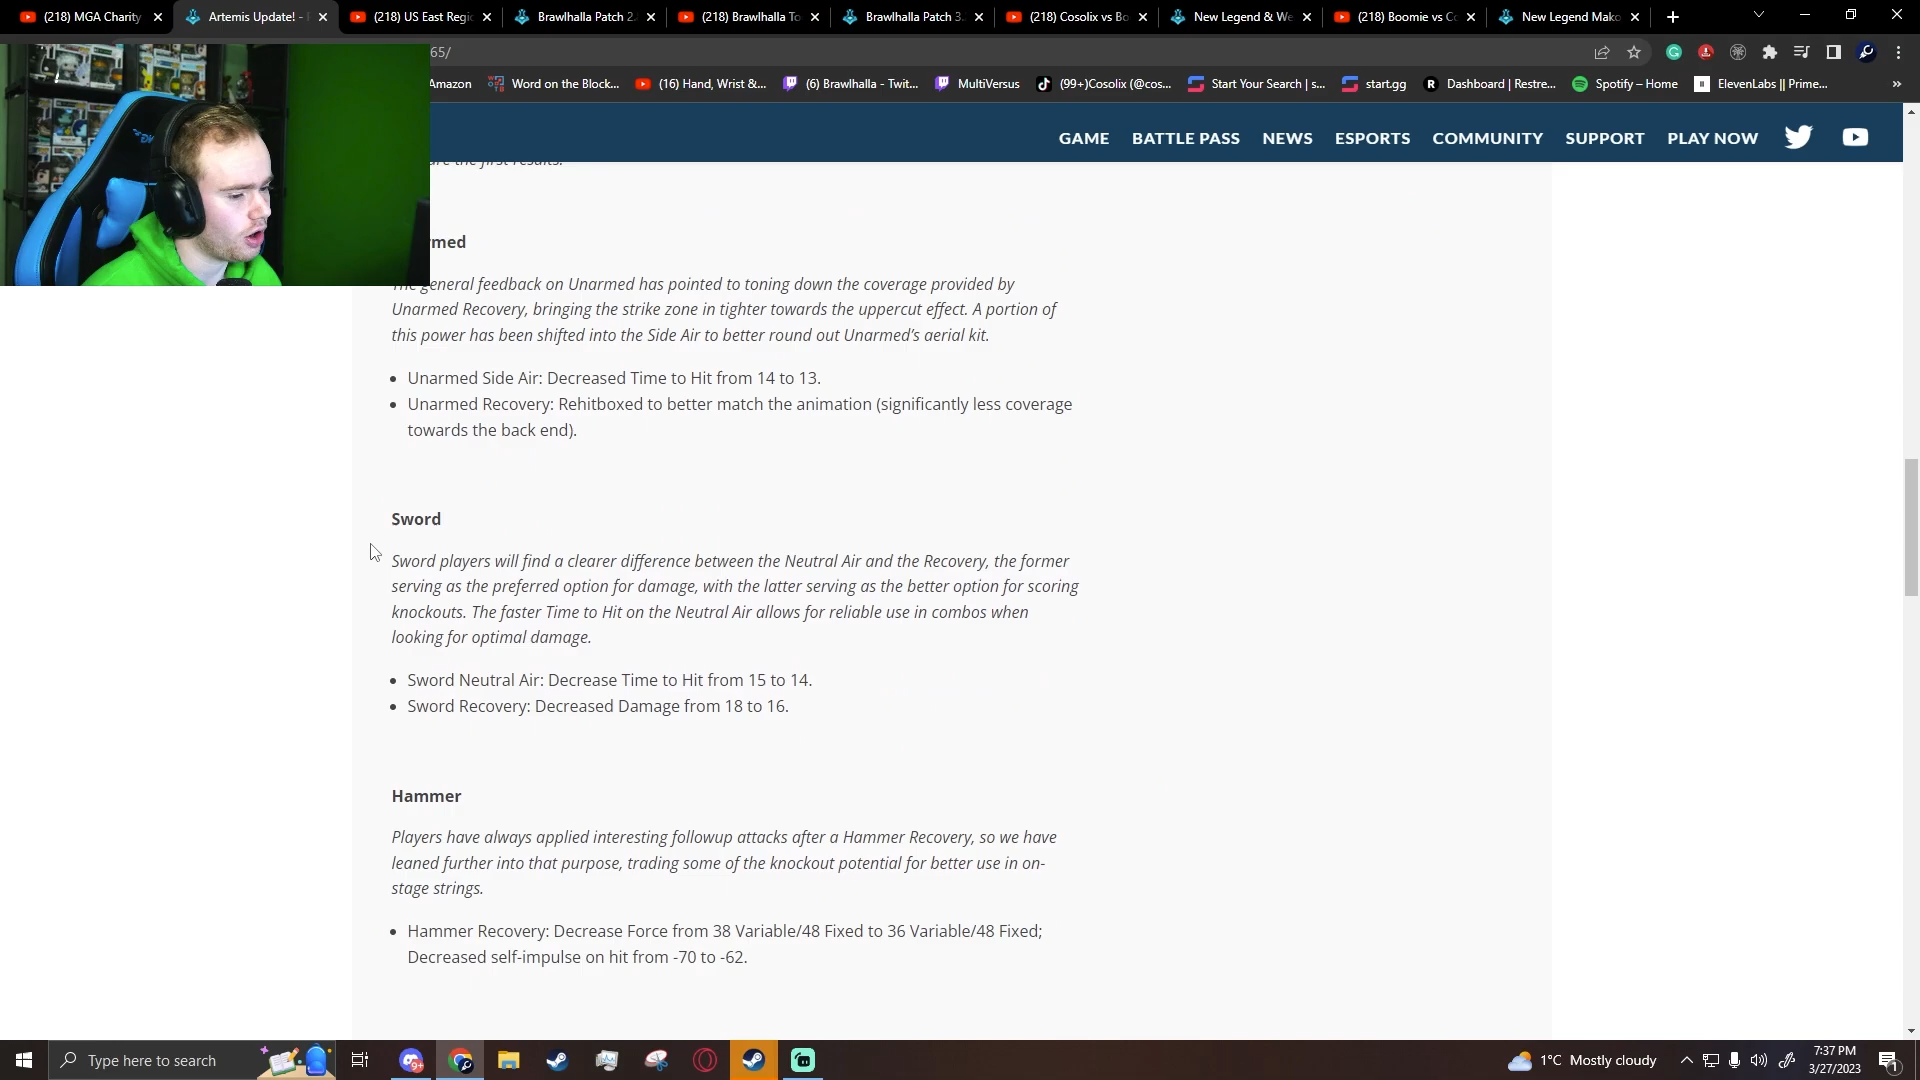 (218) MGA Charity
Artemis Update! -
(218) US East Regi
Brawlhalla Patch 2.
(218) Brawlhalla To
Brawlhalla Patch 3.
(218) Cosolix vs Bo
New Legend & We
(218) Boomie vs C
New Legend Mako
65/
Amazon
Word on the Block...
(16) Hand, Wrist &...
(6) Brawlhalla - Twit...
MultiVersus
(99+)Cosolix (@cos...
Start Your Search | s...
start.gg
Dashboard | Restre...
Spotify – Home
ElevenLabs || Prime...
»
GAME
BATTLE PASS
NEWS
ESPORTS
COMMUNITY
SUPPORT
PLAY NOW
are the first results.
rmed
The general feedback on Unarmed has pointed to toning down the coverage provided by
Unarmed Recovery, bringing the strike zone in tighter towards the uppercut effect. A portion of
this power has been shifted into the Side Air to better round out Unarmed's aerial kit.
• Unarmed Side Air: Decreased Time to Hit from 14 to 13.
• Unarmed Recovery: Rehitboxed to better match the animation (significantly less coverage
towards the back end).
Sword
Sword players will find a clearer difference between the Neutral Air and the Recovery, the former
serving as the preferred option for damage, with the latter serving as the better option for scoring
knockouts. The faster Time to Hit on the Neutral Air allows for reliable use in combos when
looking for optimal damage.
• Sword Neutral Air: Decrease Time to Hit from 15 to 14.
• Sword Recovery: Decreased Damage from 18 to 16.
Hammer
Players have always applied interesting followup attacks after a Hammer Recovery, so we have
leaned further into that purpose, trading some of the knockout potential for better use in on-
stage strings.
• Hammer Recovery: Decrease Force from 38 Variable/48 Fixed to 36 Variable/48 Fixed;
Decreased self-impulse on hit from -70 to -62.
Type here to search
9+
1°C Mostly cloudy
7:37 PM
3/27/2023
1